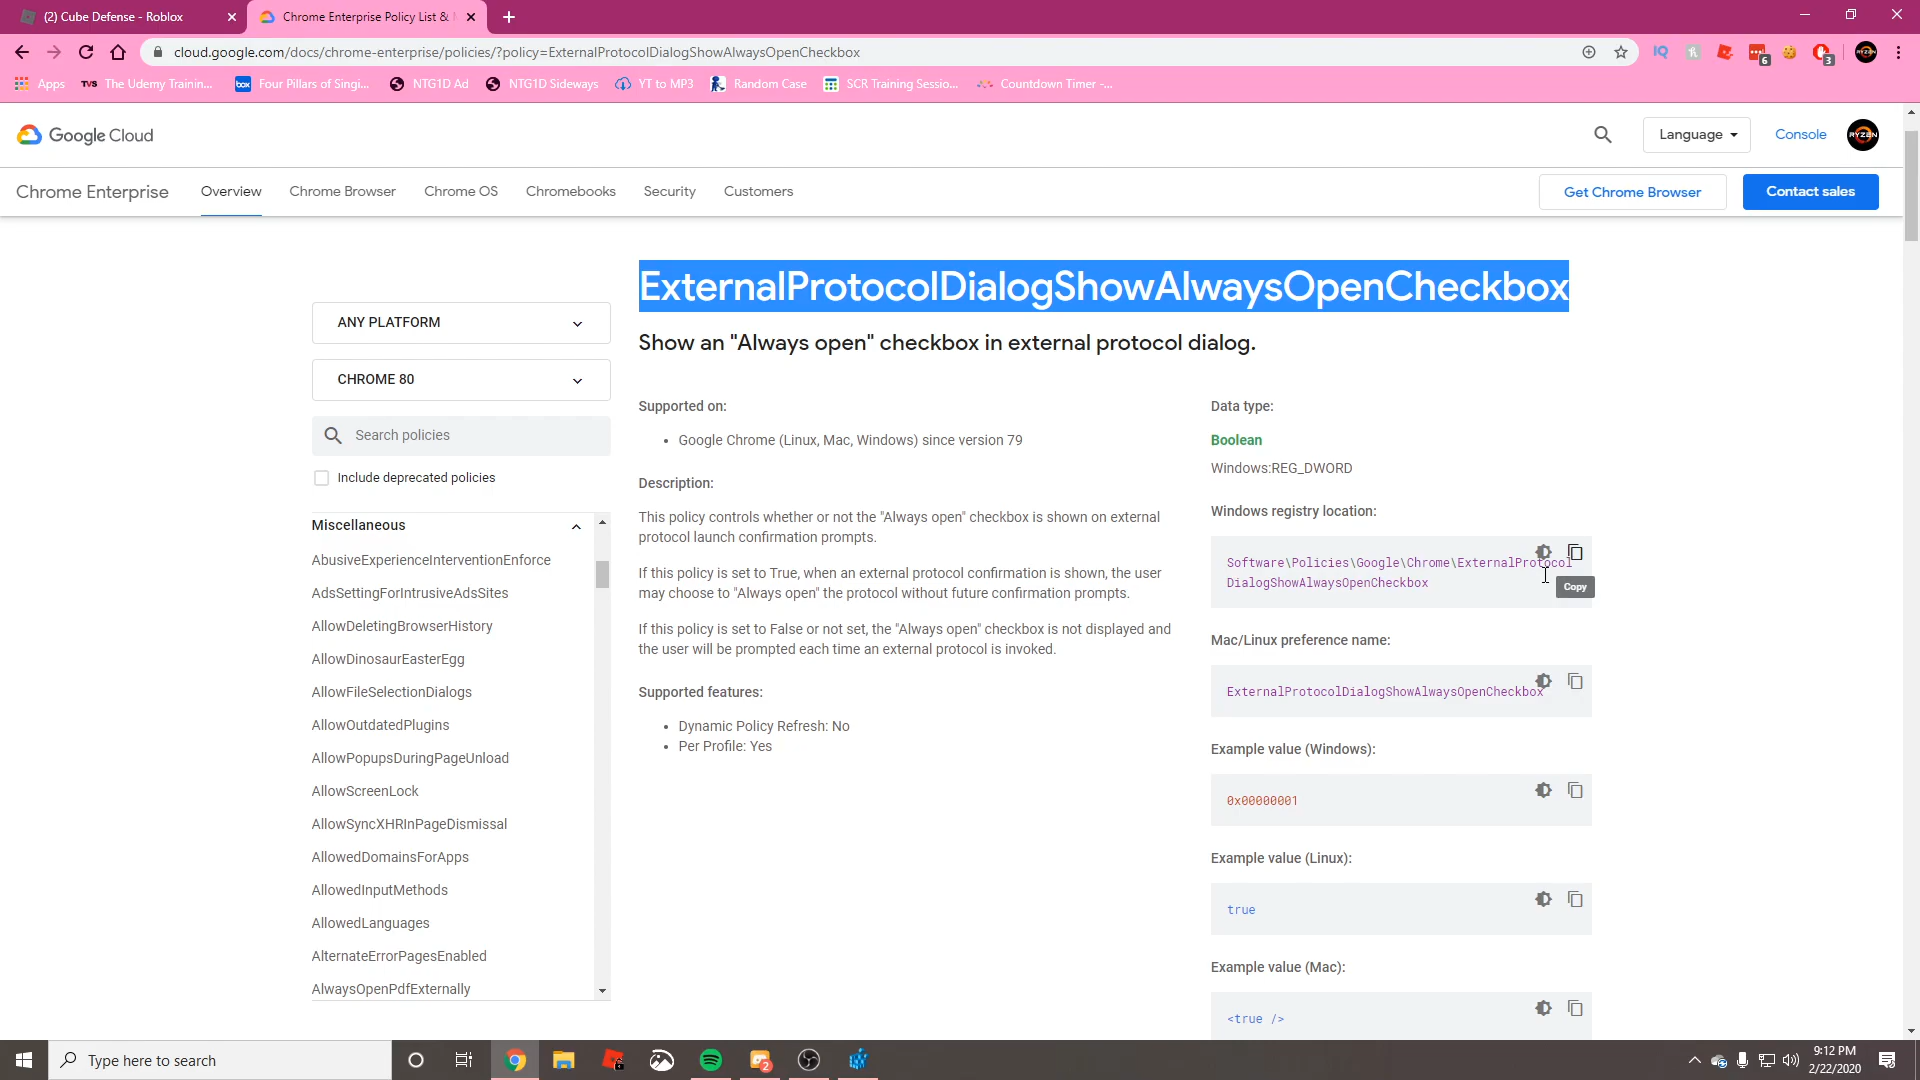 (2) Cube Defense - Roblox
Chrome Enterprise Policy List &
cloud.google.com/docs/chrome-enterprise/policies/?policy=ExternalProtocolDialogShowAlwaysOpenCheckbox
6
3
Apps
TVS The Udemy Trainin...
box Four Pillars of Singi...
NTG1D Ad
NTG1D Sideways
YT to MP3
Random Case
SCR Training Sessio...
Countdown Timer -...
Google Cloud
Language
Console
RYZEN
Chrome Enterprise
Overview
Chrome Browser
Chrome OS
Chromebooks
Security
Customers
Get Chrome Browser
Contact sales
ExternalProtocolDialogShowAlwaysOpenCheckbox
Show an "Always open" checkbox in external protocol dialog.
ANY PLATFORM
CHROME 80
Search policies
Include deprecated policies
Miscellaneous
AbusiveExperienceInterventionEnforce
AdsSettingForIntrusiveAdsSites
AllowDeletingBrowserHistory
AllowDinosaurEasterEgg
AllowFileSelectionDialogs
AllowOutdatedPlugins
AllowPopupsDuringPageUnload
AllowScreenLock
AllowSyncXHRInPageDismissal
AllowedDomainsForApps
AllowedInputMethods
AllowedLanguages
AlternateErrorPagesEnabled
AlwaysOpenPdfExternally
Supported on:
• Google Chrome (Linux, Mac, Windows) since version 79
Description:
This policy controls whether or not the "Always open" checkbox is shown on external
protocol launch confirmation prompts.
If this policy is set to True, when an external protocol confirmation is shown, the user
may choose to "Always open" the protocol without future confirmation prompts.
If this policy is set to False or not set, the "Always open" checkbox is not displayed and
the user will be prompted each time an external protocol is invoked.
Supported features:
• Dynamic Policy Refresh: No
• Per Profile: Yes
Data type:
Boolean
Windows:REG_DWORD
Windows registry location:
Software\Policies\Google\Chrome\ExternalProtocol
DialogShowAlwaysOpenCheckbox
Copy
Mac/Linux preference name:
ExternalProtocolDialogShowAlwaysOpenCheckbox
Example value (Windows):
0x00000001
Example value (Linux):
true
Example value (Mac):
<true />
Type here to search
2
9:12 PM
2/22/2020